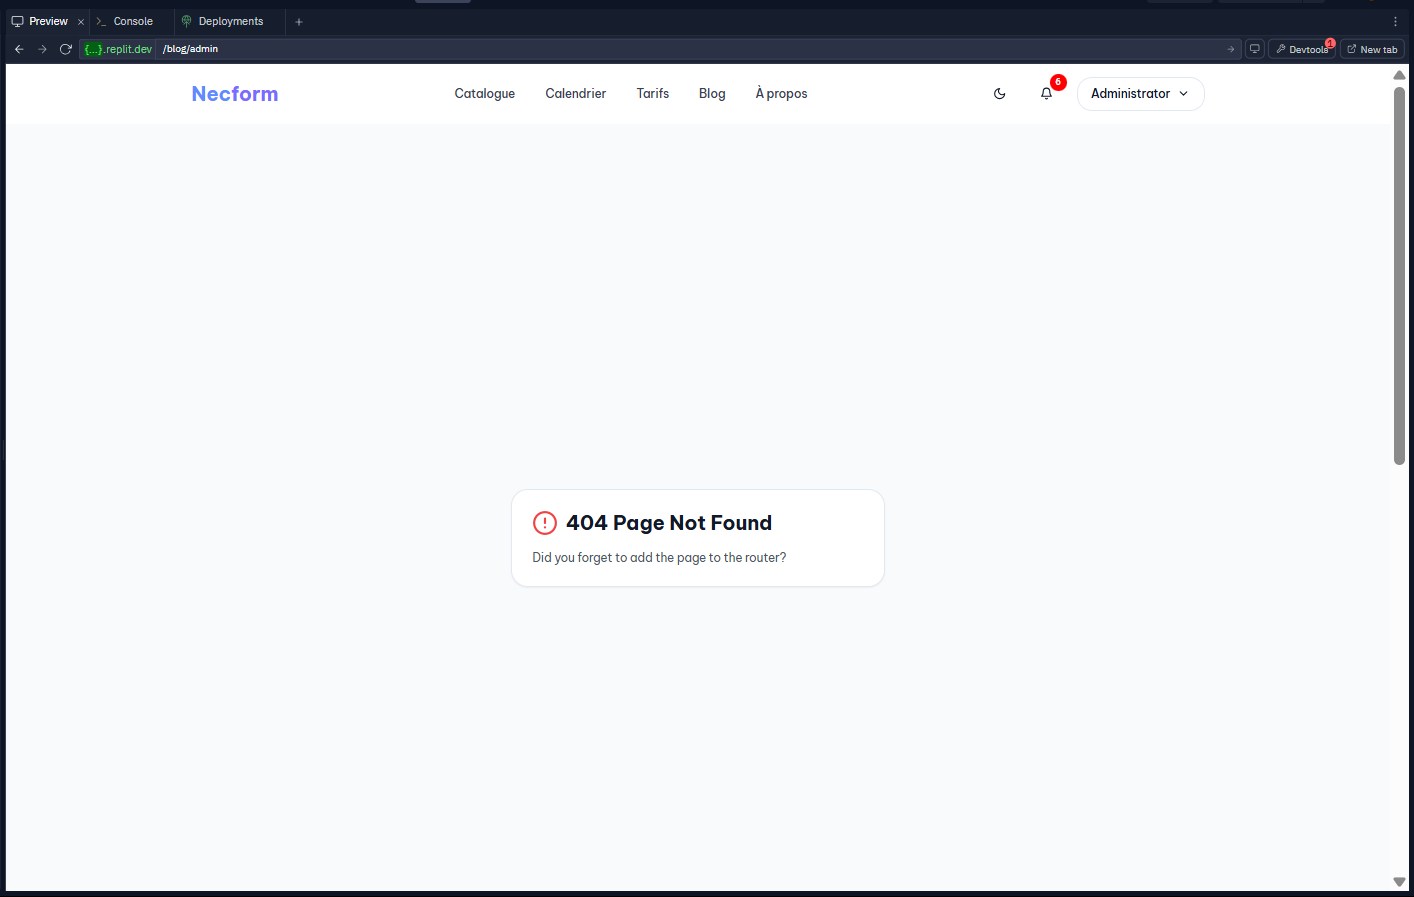 Preview
Console
Deployments
{...}.replit.dev /blog/admin
Devtools 1
New tab
Necform
Catalogue
Calendrier
Tarifs
Blog
À propos
6
Administrator
404 Page Not Found
Did you forget to add the page to the router?